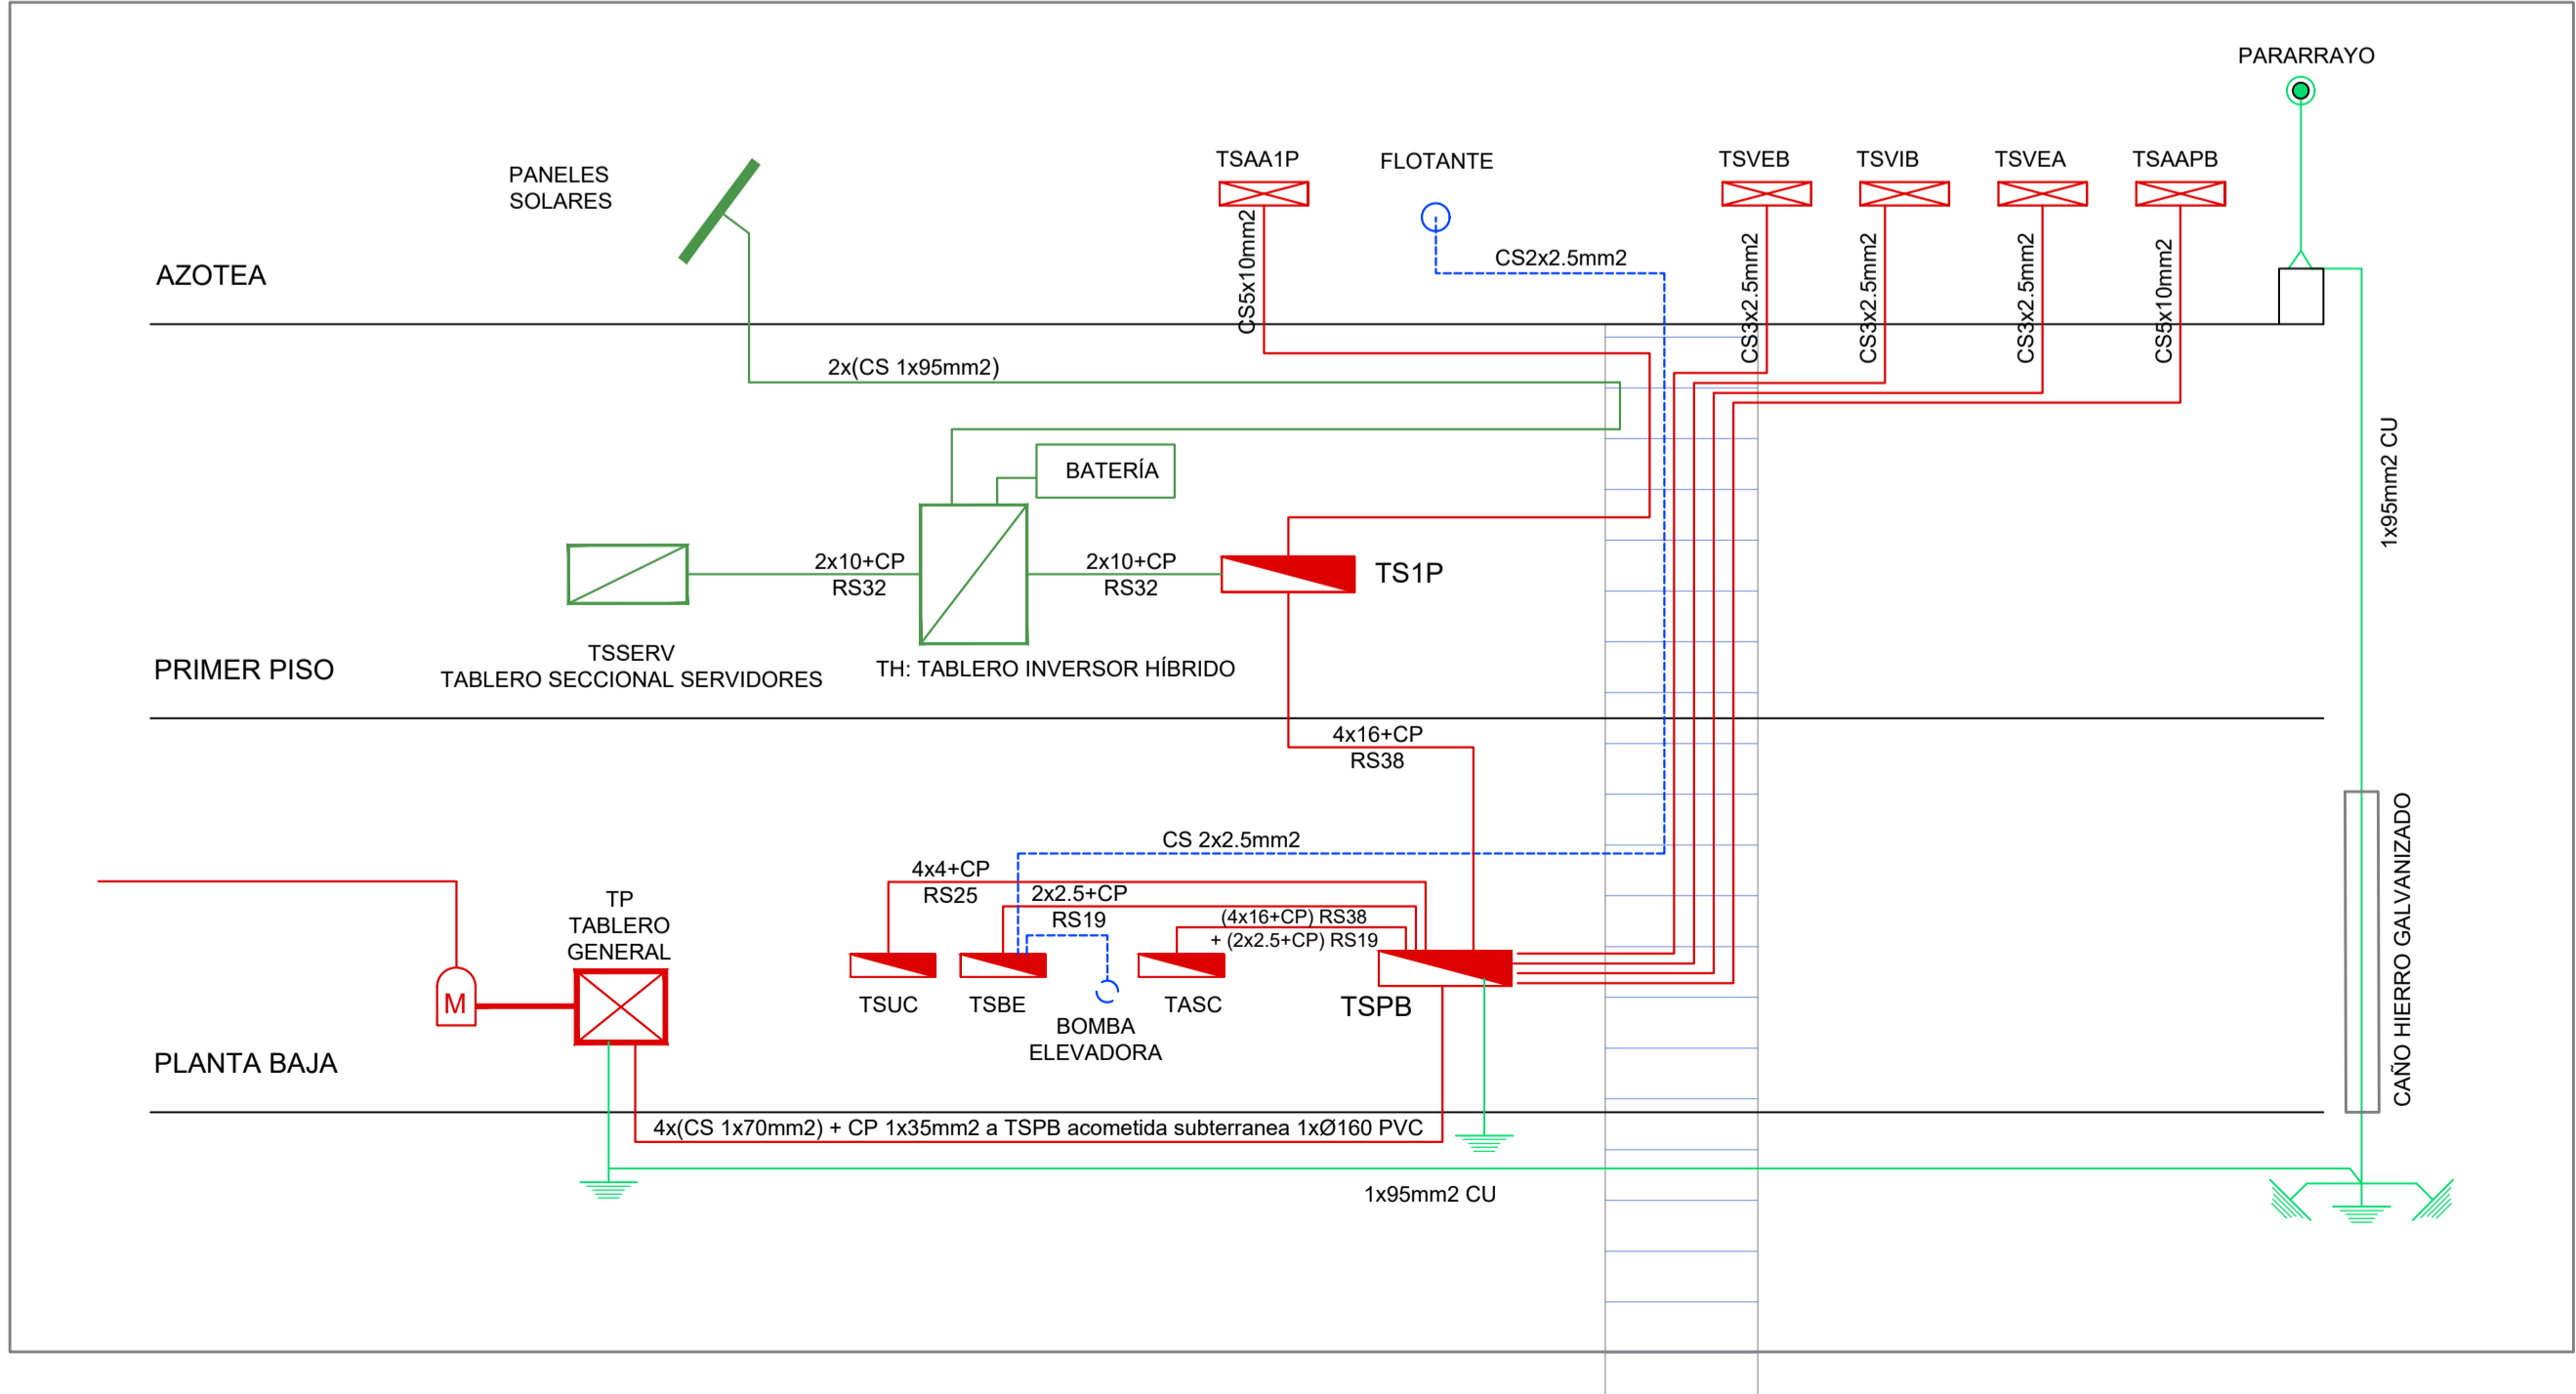 PARARRAYO
PANELES
SOLARES
TSAA1P
FLOTANTE
TSVEB
TSVIB
TSVEA
TSAAPB
CS5x10mm2
CS2x2.5mm2
CS3x2.5mm2
CS3x2.5mm2
CS3x2.5mm2
CS5x10mm2
AZOTEA
2x(CS 1x95mm2)
BATERÍA
1x95mm2 CU
2x10+CP
RS32
2x10+CP
RS32
TS1P
TSSERV
TABLERO SECCIONAL SERVIDORES
TH: TABLERO INVERSOR HÍBRIDO
PRIMER PISO
4x16+CP
RS38
CS 2x2.5mm2
4x4+CP
RS25
2x2.5+CP
RS19
(4x16+CP) RS38
+ (2x2.5+CP) RS19
TP
TABLERO
GENERAL
M
TSUC
TSBE
BOMBA
ELEVADORA
TASC
TSPB
CAÑO HIERRO GALVANIZADO
PLANTA BAJA
4x(CS 1x70mm2) + CP 1x35mm2 a TSPB acometida subterranea 1xØ160 PVC
1x95mm2 CU